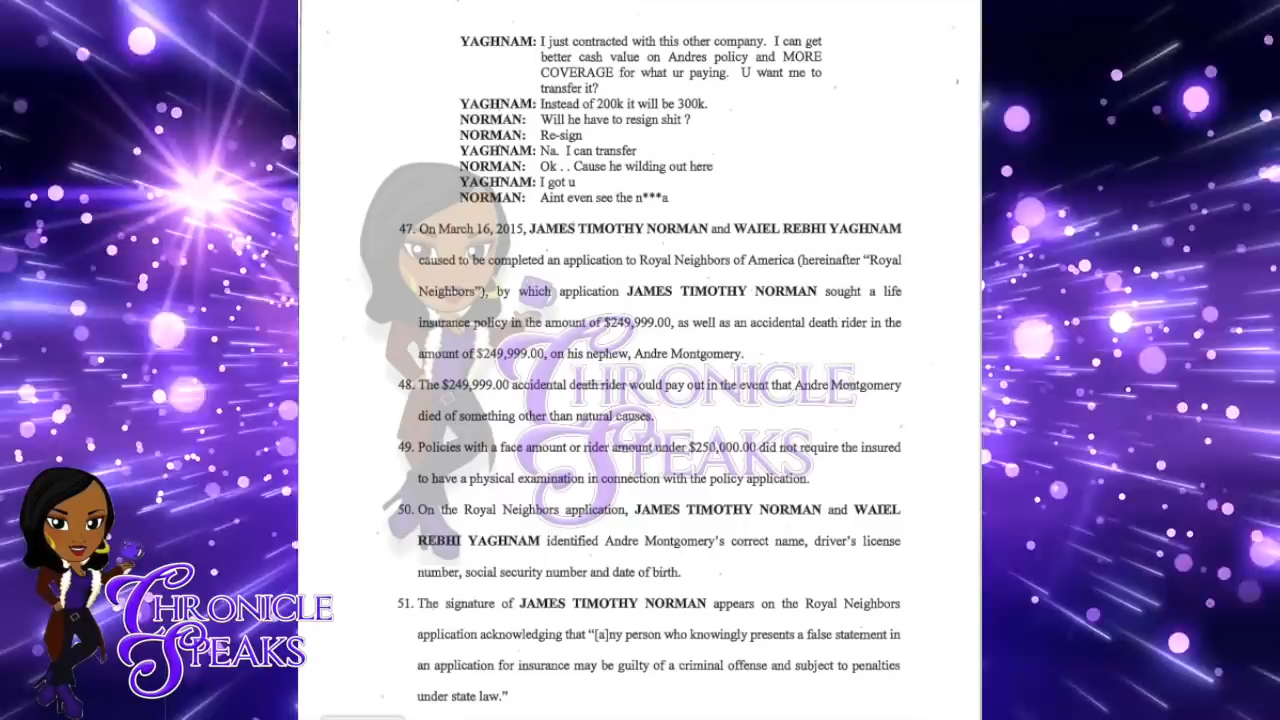 YAGHNAM: I just contracted with this other company. I can get
better cash value on Andres policy and MORE
COVERAGE for what ur paying. U want me to
transfer it?
YAGHNAM: Instead of 200k it will be 300k.
NORMAN: Will he have to resign shit ?
NORMAN: Re-sign
YAGHNAM: Na. I can transfer
NORMAN: Ok . . Cause he wilding out here
YAGHNAM: I got u
NORMAN: Aint even see the n***a
47. On March 16, 2015, JAMES TIMOTHY NORMAN and WAIEL REBHI YAGHNAM
caused to be completed an application to Royal Neighbors of America (hereinafter “Royal
Neighbors”), by which application JAMES TIMOTHY NORMAN sought a life
insurance policy in the amount of $249,999.00, as well as an accidental death rider in the
amount of $249,999.00, on his nephew, Andre Montgomery.
48. The $249,999.00 accidental death rider would pay out in the event that Andre Montgomery
died of something other than natural causes.
49. Policies with a face amount or rider amount under $250,000.00 did not require the insured
to have a physical examination in connection with the policy application.
50. On the Royal Neighbors application, JAMES TIMOTHY NORMAN and WAIEL
REBHI YAGHNAM identified Andre Montgomery’s correct name, driver’s license
number, social security number and date of birth.
51. The signature of JAMES TIMOTHY NORMAN appears on the Royal Neighbors
application acknowledging that “[a]ny person who knowingly presents a false statement in
an application for insurance may be guilty of a criminal offense and subject to penalties
under state law.”
CHRONICLE
SPEAKS
CHRONICLE
SPEAKS